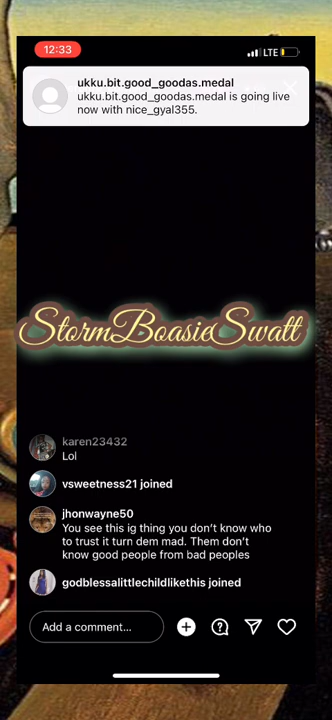 12:33
LTE
ukku.bit.good_goodas.medal
ukku.bit.good_goodas.medal is going live
now with nice_gyal355.
StormBoasieSwatt
karen23432
Lol
vsweetness21 joined
jhonwayne50
You see this ig thing you don't know who
to trust it turn dem mad. Them don't
know good people from bad peoples
godblessalittlechildlikethis joined
Add a comment...